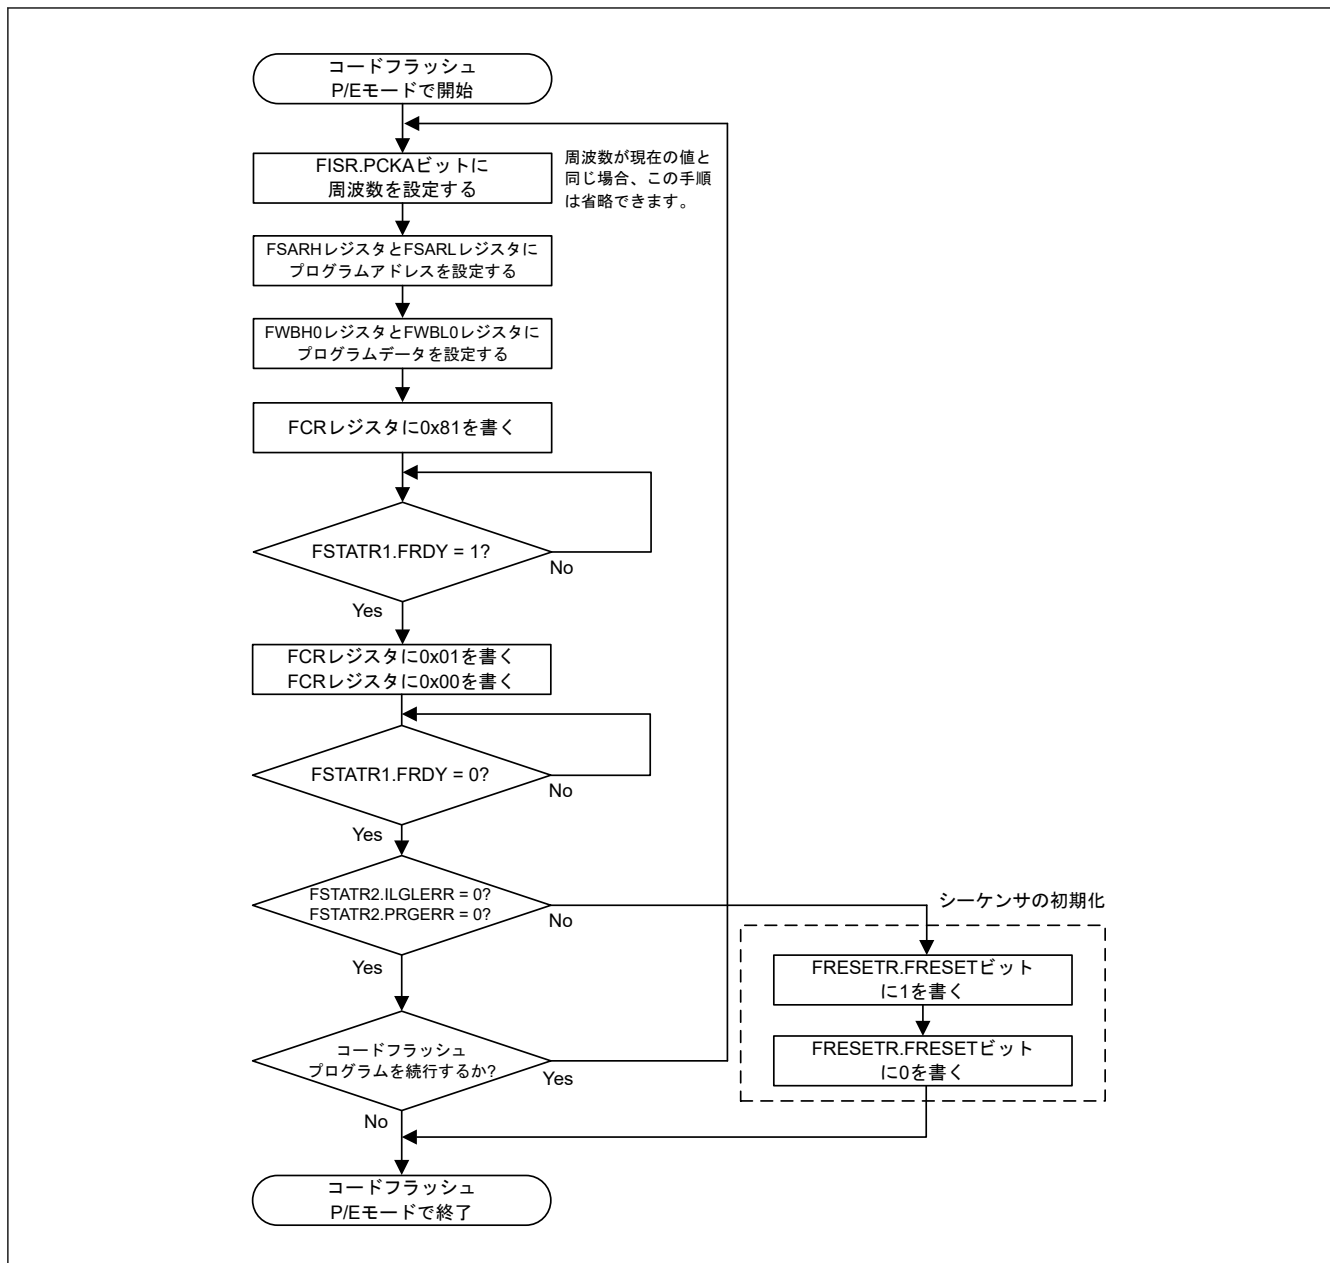 コードフラッシュ
P/Eモードで開始
FISR.PCKAビットに
周波数を設定する
周波数が現在の値と
同じ場合、この手順
は省略できます。
FSARHレジスタとFSARLレジスタに
プログラムアドレスを設定する
FWBH0レジスタとFWBL0レジスタに
プログラムデータを設定する
FCRレジスタに0x81を書く
FSTATR1.FRDY = 1?
No
Yes
FCRレジスタに0x01を書く
FCRレジスタに0x00を書く
FSTATR1.FRDY = 0?
No
Yes
FSTATR2.ILGLERR = 0?
FSTATR2.PRGERR = 0?
No
Yes
シーケンサの初期化
FRESETR.FRESETビット
に1を書く
FRESETR.FRESETビット
に0を書く
コードフラッシュ
プログラムを続行するか?
Yes
No
コードフラッシュ
P/Eモードで終了